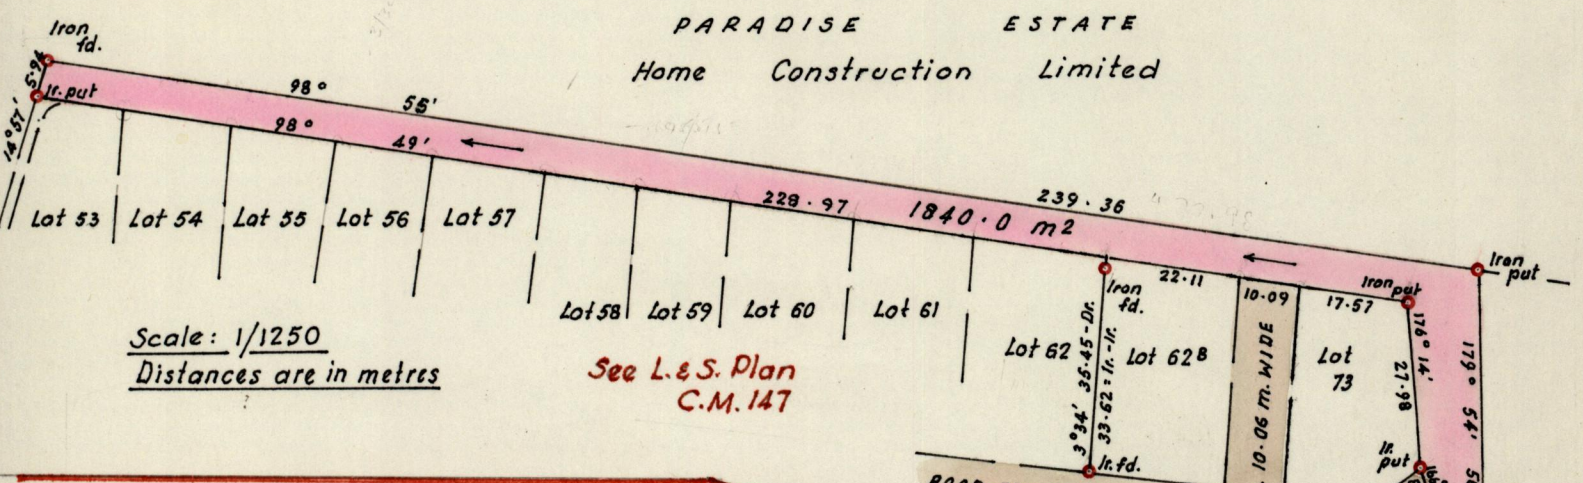 PARADISE ESTATE
Home Construction Limited
Iron fd.
5.94
Ir. put
14° 57'
98° 55'
98° 49'
228.97
239.36
1840.0 m2
Lot 53
Lot 54
Lot 55
Lot 56
Lot 57
Lot 58
Lot 59
Lot 60
Lot 61
Lot 62
Lot 62B
Lot 73
Iron fd.
22.11
10.09
17.57
Iron put
Iron put
3° 34' 35.45 - Dr.
33.62 = Ir. - Ir.
10.06 m. WIDE
176° 14'
27.98
179° 54'
Ir. put
Ir. fd.
Scale: 1/1250
Distances are in metres
See L. & S. Plan
C.M. 147